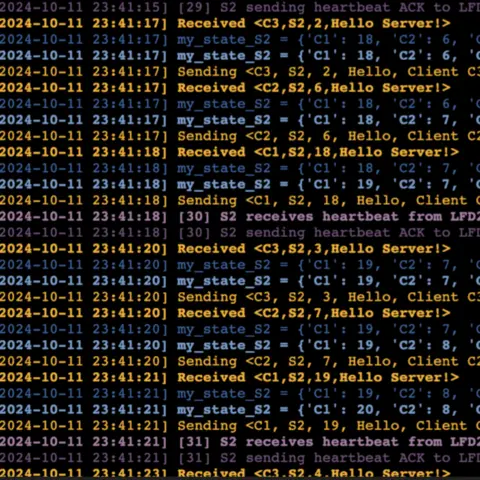 2024-10-11 23:41:15] [29] S2 sending heartbeat ACK to LFD
2024-10-11 23:41:17] Received <C3,S2,2,Hello Server!>
2024-10-11 23:41:17] my_state_S2 = {'C1': 18, 'C2': 6, '
2024-10-11 23:41:17] my_state_S2 = {'C1': 18, 'C2': 6, 'C
2024-10-11 23:41:17] Sending <C3, S2, 2, Hello, Client C3
2024-10-11 23:41:17] Received <C2,S2,6,Hello Server!>
2024-10-11 23:41:17] my_state_S2 = {'C1': 18, 'C2': 6, 'C
2024-10-11 23:41:17] my_state_S2 = {'C1': 18, 'C2': 7, 'C
2024-10-11 23:41:17] Sending <C2, S2, 6, Hello, Client C2
2024-10-11 23:41:18] Received <C1,S2,18,Hello Server!>
2024-10-11 23:41:18] my_state_S2 = {'C1': 18, 'C2': 7, 'C
2024-10-11 23:41:18] my_state_S2 = {'C1': 19, 'C2': 7, 'C
2024-10-11 23:41:18] Sending <C1, S2, 18, Hello, Client C
2024-10-11 23:41:18] [30] S2 receives heartbeat from LFD2
2024-10-11 23:41:18] [30] S2 sending heartbeat ACK to LFD
2024-10-11 23:41:20] Received <C3,S2,3,Hello Server!>
2024-10-11 23:41:20] my_state_S2 = {'C1': 19, 'C2': 7, 'C
2024-10-11 23:41:20] my_state_S2 = {'C1': 19, 'C2': 7, 'C
2024-10-11 23:41:20] Sending <C3, S2, 3, Hello, Client C3
2024-10-11 23:41:20] Received <C2,S2,7,Hello Server!>
2024-10-11 23:41:20] my_state_S2 = {'C1': 19, 'C2': 7, 'C
2024-10-11 23:41:20] my_state_S2 = {'C1': 19, 'C2': 8, 'C
2024-10-11 23:41:20] Sending <C2, S2, 7, Hello, Client C2
2024-10-11 23:41:21] Received <C1,S2,19,Hello Server!>
2024-10-11 23:41:21] my_state_S2 = {'C1': 19, 'C2': 8, 'C
2024-10-11 23:41:21] my_state_S2 = {'C1': 20, 'C2': 8, 'C
2024-10-11 23:41:21] Sending <C1, S2, 19, Hello, Client C
2024-10-11 23:41:21] [31] S2 receives heartbeat from LFD2
2024-10-11 23:41:21] [31] S2 sending heartbeat ACK to LFD
2024-10-11 23:41:23] Received <C3,S2,4,Hello Server!>